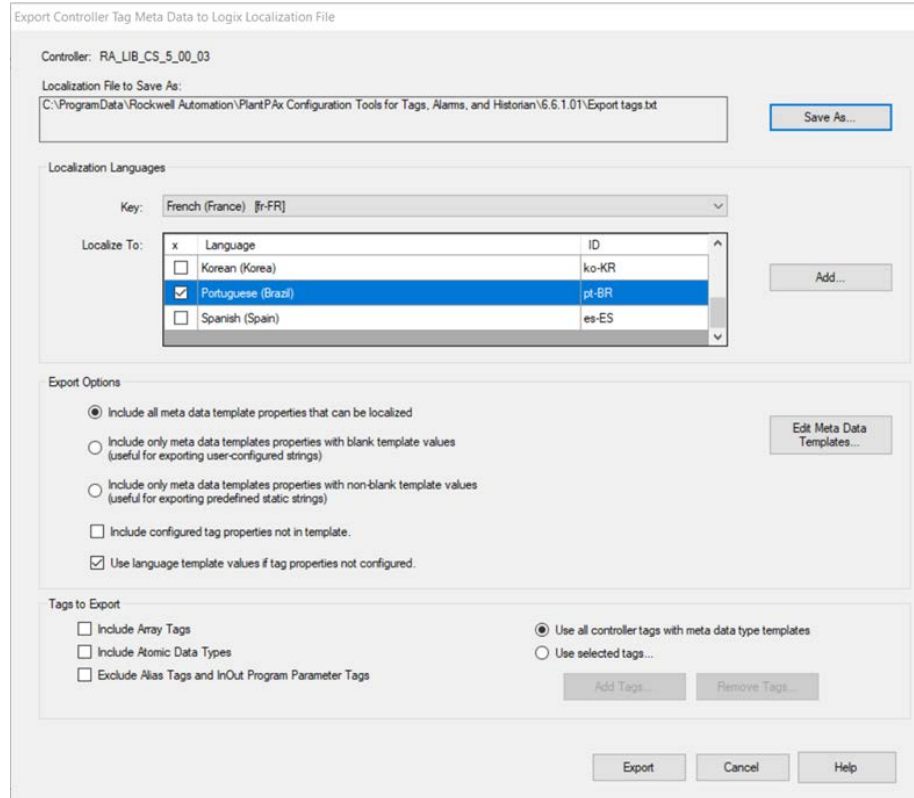 Export Controller Tag Meta Data to Logix Localization File
Controller: RA_LIB_CS_5_00_03
Localization File to Save As:
C:\ProgramData\Rockwell Automation\PlantPAx Configuration Tools for Tags, Alarms, and Historian\6.6.1.01\Export tags.txt
Save As...
Localization Languages
Key: French (France) [fr-FR]
Localize To: x Language ID
Korean (Korea) ko-KR
Portuguese (Brazil) pt-BR
Spanish (Spain) es-ES
Add...
Export Options
Include all meta data template properties that can be localized
Include only meta data templates properties with blank template values
(useful for exporting user-configured strings)
Include only meta data templates properties with non-blank template values
(useful for exporting predefined static strings)
Include configured tag properties not in template.
Use language template values if tag properties not configured.
Edit Meta Data
Templates...
Tags to Export
Include Array Tags
Include Atomic Data Types
Exclude Alias Tags and InOut Program Parameter Tags
Use all controller tags with meta data type templates
Use selected tags...
Add Tags... Remove Tags...
Export Cancel Help